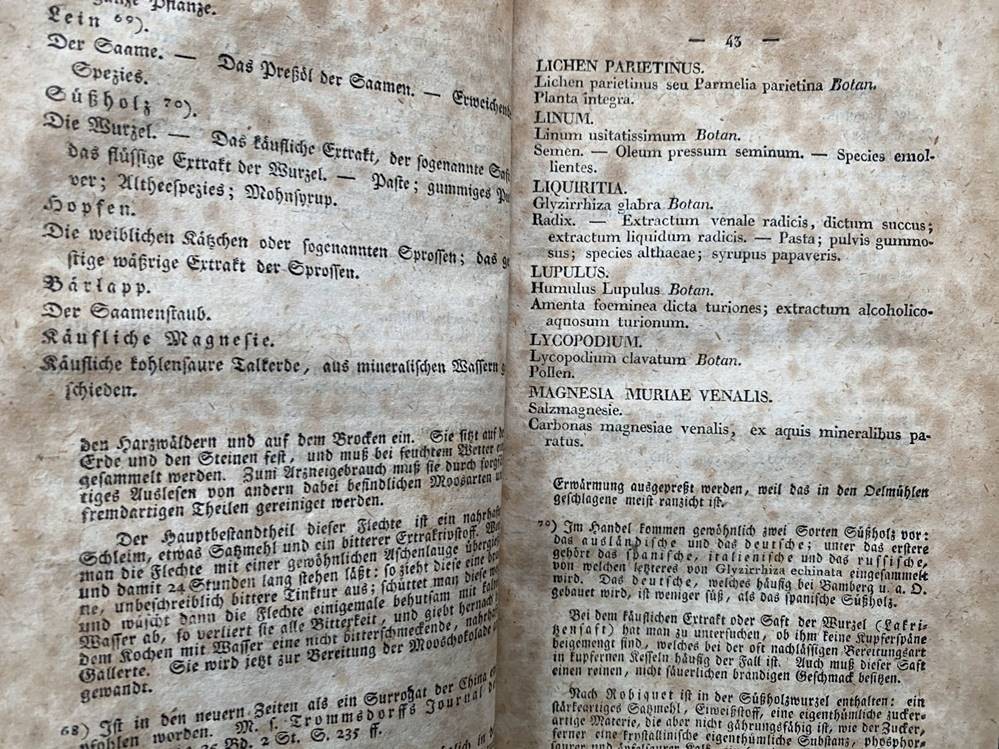 ganze Pflanze.
Lein 69).
Der Saame. — Das Preßöl der Saamen. — Erweichende
Spezies.
Süßholz 70).
Die Wurzel. — Das käufliche Extrakt, der sogenannte
das flüssige Extrakt der Wurzel. — Paste; gummiges
ver; Altheespezies; Mohnsyrup.
Hopfen.
Die weiblichen Kätzchen oder sogenannten Sprossen; das
stige wäßrige Extrakt der Sprossen.
Bärlapp.
Der Saamenstaub.
Käufliche Magnesie.
Käufliche kohlensaure Talkerde, aus mineralischen Wassern
schieden.
den Harzwäldern und auf dem Brocken ein. Sie sitzt auf
Erde und den Steinen fest, und muß bei feuchtem Wetter
gesammelt werden. Zum Arzneigebrauch muß sie durch
tiges Auslesen von andern dabei befindlichen Moosarten
fremdartigen Theilen gereiniget werden.
Der Hauptbestandtheil dieser Flechte ist ein
Schleim, etwas Satzmehl und ein bitterer Extraktivstoff.
man die Flechte mit einer gewöhnlichen Aschenlauge
und damit 24 Stunden lang stehen läßt: so zieht diese eine
ne, unbeschreiblich bittere Tinktur aus; schüttet man diese
und wäscht dann die Flechte einigemale behutsam mit
Wasser ab, so verliert sie alle Bitterkeit, und giebt hernach
dem Kochen mit Wasser eine nicht bitterschmeckende,
Gallerte. Sie wird jetzt zur Bereitung der Mooschokolade
gewandt.
68) Ist in den neuern Zeiten als ein Surrogat der China
pfohlen worden. M. s. Trommsdorffs Journal
Bd. 2 St. S. 235 ff.
— 43 —
LICHEN PARIETINUS.
Lichen parietinus seu Parmelia parietina Botan.
Planta integra.
LINUM.
Linum usitatissimum Botan.
Semen. — Oleum pressum seminum. — Species emol-
lientes.
LIQUIRITIA.
Glyzirrhiza glabra Botan.
Radix. — Extractum venale radicis, dictum succus;
extractum liquidum radicis. — Pasta; pulvis gummo-
sus; species althaeae; syrupus papaveris.
LUPULUS.
Humulus Lupulus Botan.
Amenta foeminea dicta turiones; extractum alcoholico-
aquosum turionum.
LYCOPODIUM.
Lycopodium clavatum Botan.
Pollen.
MAGNESIA MURIAE VENALIS.
Salzmagnesie.
Carbonas magnesiae venalis, ex aquis mineralibus pa-
ratus.
Erwärmung ausgepreßt werden, weil das in den Oelmühlen
geschlagene meist ranzicht ist.
70) Im Handel kommen gewöhnlich zwei Sorten Süßholz vor:
das ausländische und das deutsche; unter das erstere
gehört das spanische, italienische und das russische,
von welchen letzteres von Glyzirrhiza echinata eingesammelt
wird. Das deutsche, welches häufig bei Bamberg u. a. O.
gebauet wird, ist weniger süß, als das spanische Süßholz.
Bei dem käuflichen Extrakt oder Saft der Wurzel (Lakri-
tzensaft) hat man zu untersuchen, ob ihm keine Kupferspäne
beigemengt sind, welches bei der oft nachlässigen Bereitungsart
in kupfernen Kesseln häufig der Fall ist. Auch muß dieser Saft
einen reinen, nicht säuerlichen brandigen Geschmack besitzen.
Nach Robiquet ist in der Süßholzwurzel enthalten: ein
stärkeartiges Satzmehl, Eiweißstoff, eine eigenthümliche zucker-
artige Materie, die aber nicht gährungsfähig ist, wie der Zucker,
ferner eine krystallinische eigenthümliche Substanz, phosphor-